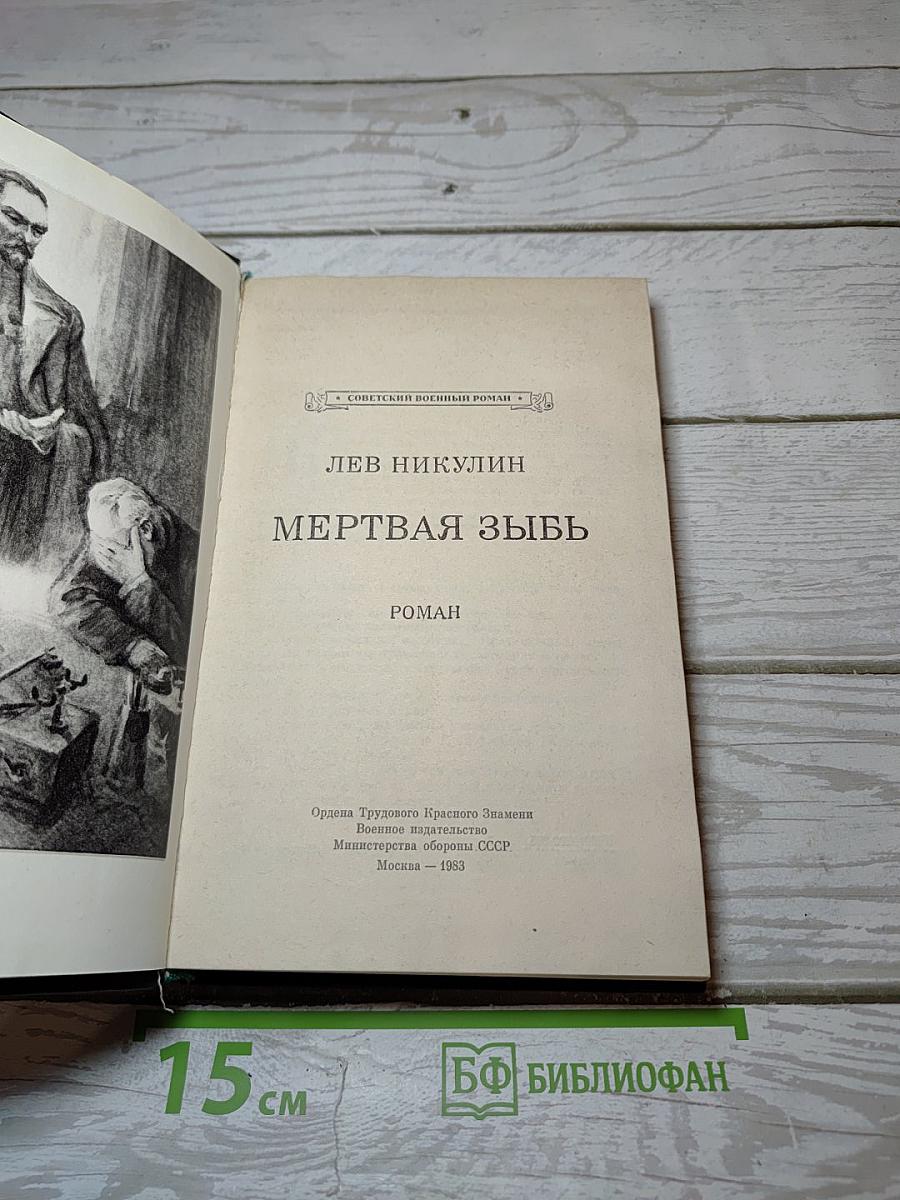 * СОВЕТСКИЙ ВОЕННЫЙ РОМАН *
ЛЕВ НИКУЛИН
МЕРТВАЯ ЗЫБЬ
РОМАН
Ордена Трудового Красного Знамени
Военное издательство
Министерства обороны СССР
Москва — 1983
15 см
БФ БИБЛИОФАН